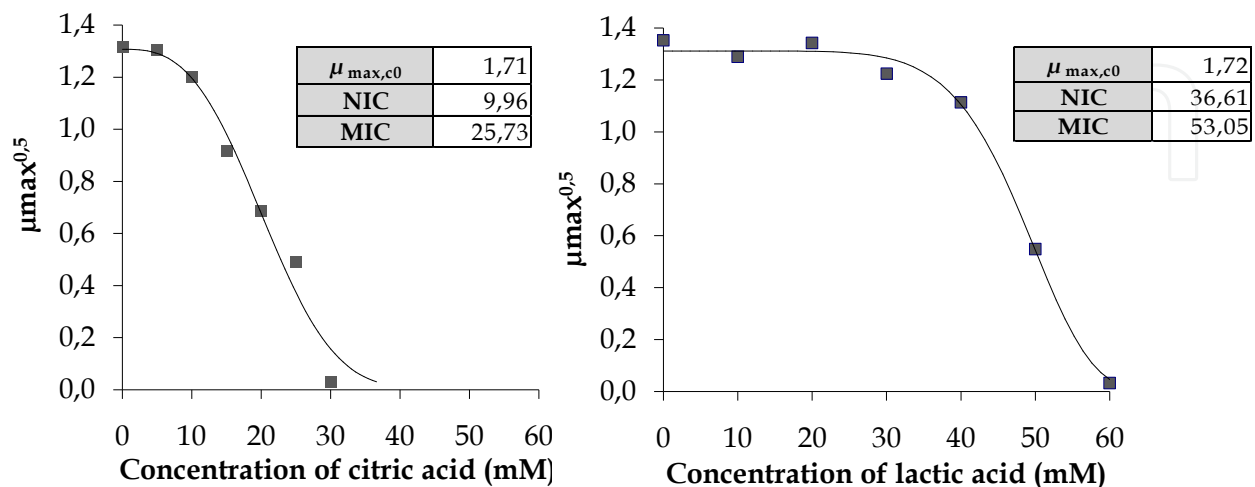 1,4
1,2
1,0
0,8
0,6
0,4
0,2
0,0
µmax0,5
0 10 20 30 40 50 60
Concentration of citric acid (mM)
μ max,c0 1,71
NIC 9,96
MIC 25,73
1,4
1,2
1,0
0,8
0,6
0,4
0,2
0,0
µmax0,5
0 10 20 30 40 50 60
Concentration of lactic acid (mM)
μ max,c0 1,72
NIC 36,61
MIC 53,05